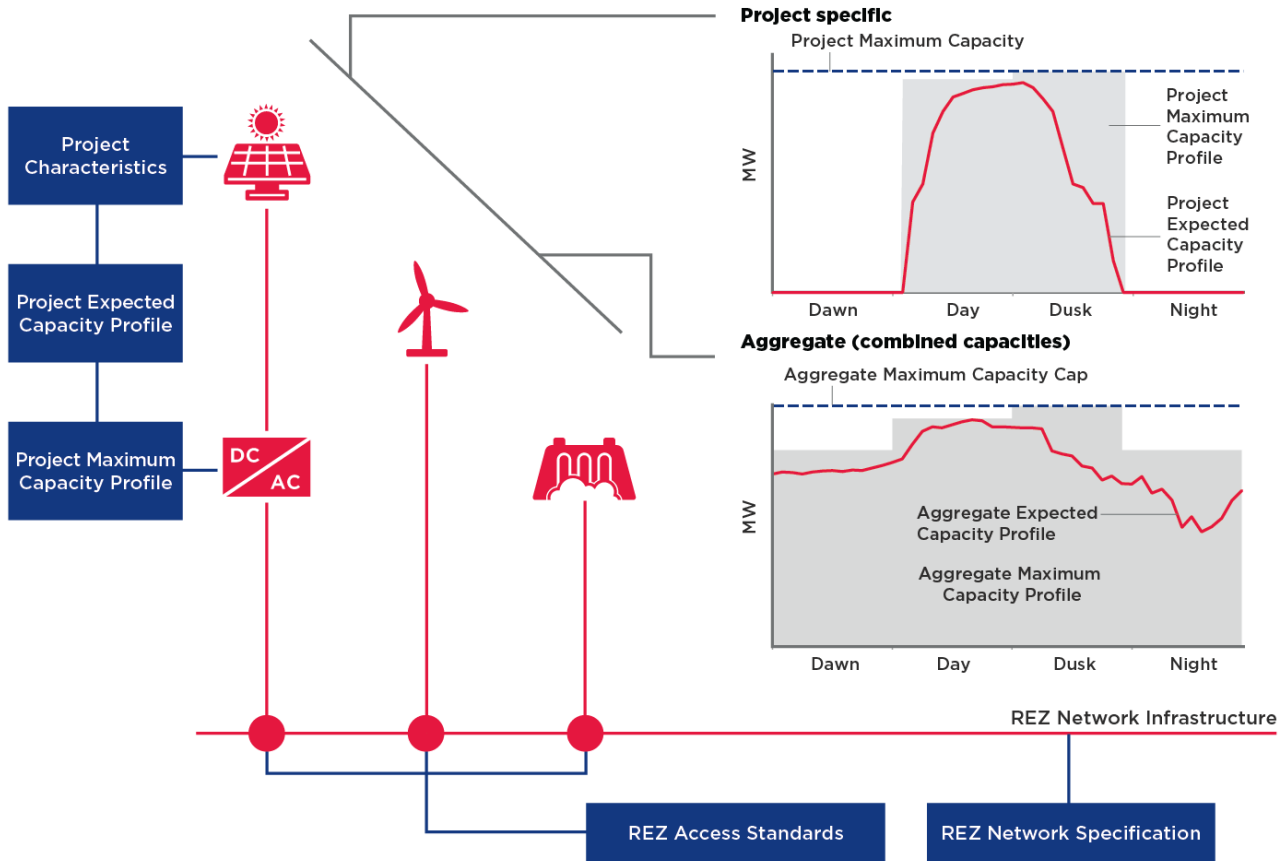 Project specific
Project Maximum Capacity
MW
Project
Maximum
Capacity
Profile
Project
Expected
Capacity
Profile
Dawn
Day
Dusk
Night
Project
Characteristics
Project Expected
Capacity Profile
Project Maximum
Capacity Profile
DC
AC
Aggregate (combined capacities)
Aggregate Maximum Capacity Cap
MW
Aggregate Expected
Capacity Profile
Aggregate Maximum
Capacity Profile
Dawn
Day
Dusk
Night
REZ Network Infrastructure
REZ Access Standards
REZ Network Specification